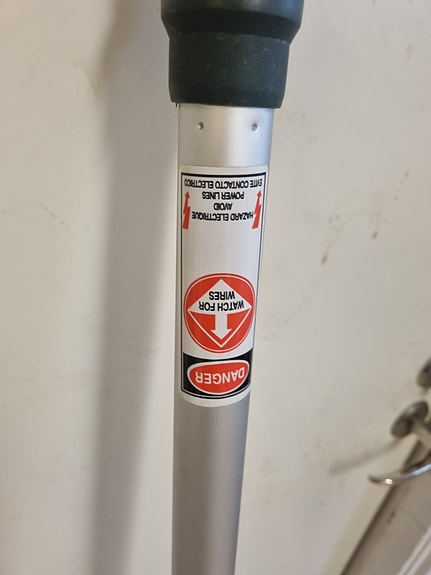 DANGER
WATCH FOR
WIRES
HAZARD ELECTRIQUE
AVOID
POWER LINES
EVITE CONTACTO ELECTRICO